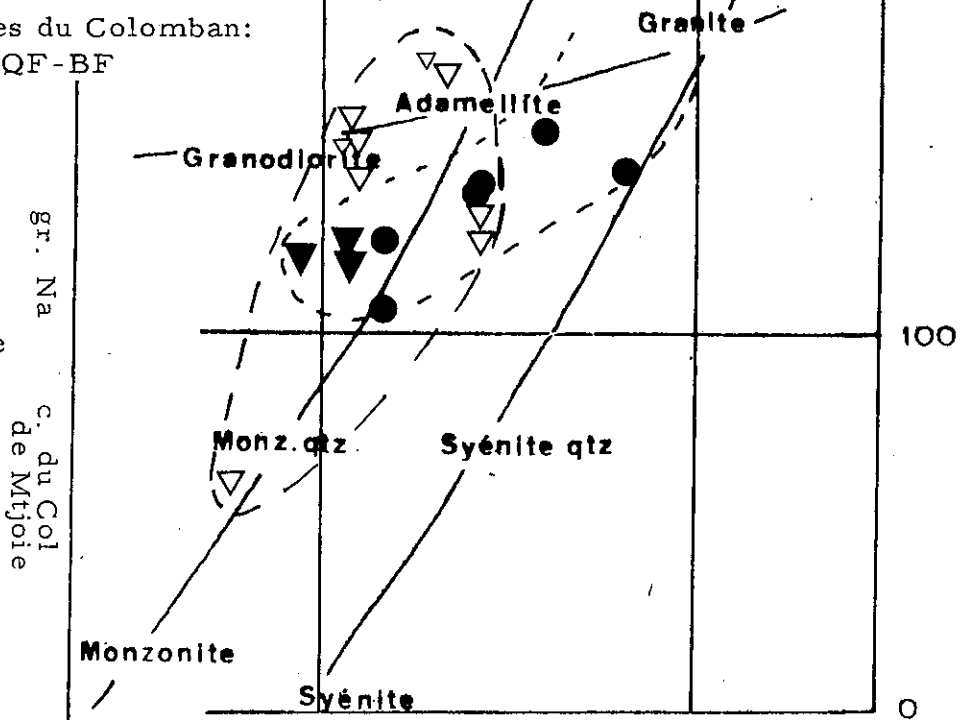 es du Colomban:
QF-BF
Granite
Adamellite
Granodiorite
gr. Na
e
c. du Col
de Mtjoie
100
Monz.qtz
Syénite qtz
Monzonite
Syénite
0